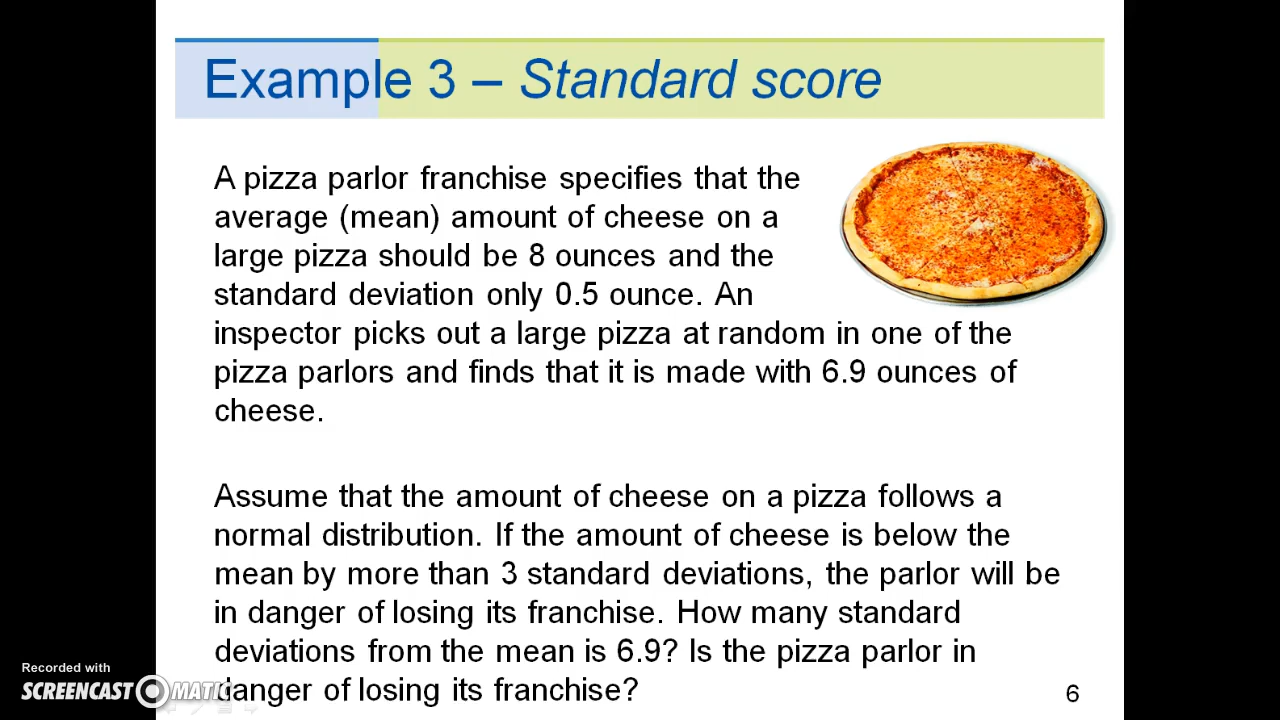 Example 3 – Standard score
A pizza parlor franchise specifies that the
average (mean) amount of cheese on a
large pizza should be 8 ounces and the
standard deviation only 0.5 ounce. An
inspector picks out a large pizza at random in one of the
pizza parlors and finds that it is made with 6.9 ounces of
cheese.
Assume that the amount of cheese on a pizza follows a
normal distribution. If the amount of cheese is below the
mean by more than 3 standard deviations, the parlor will be
in danger of losing its franchise. How many standard
deviations from the mean is 6.9? Is the pizza parlor in
danger of losing its franchise?
6
Recorded with
SCREENCAST MATIC